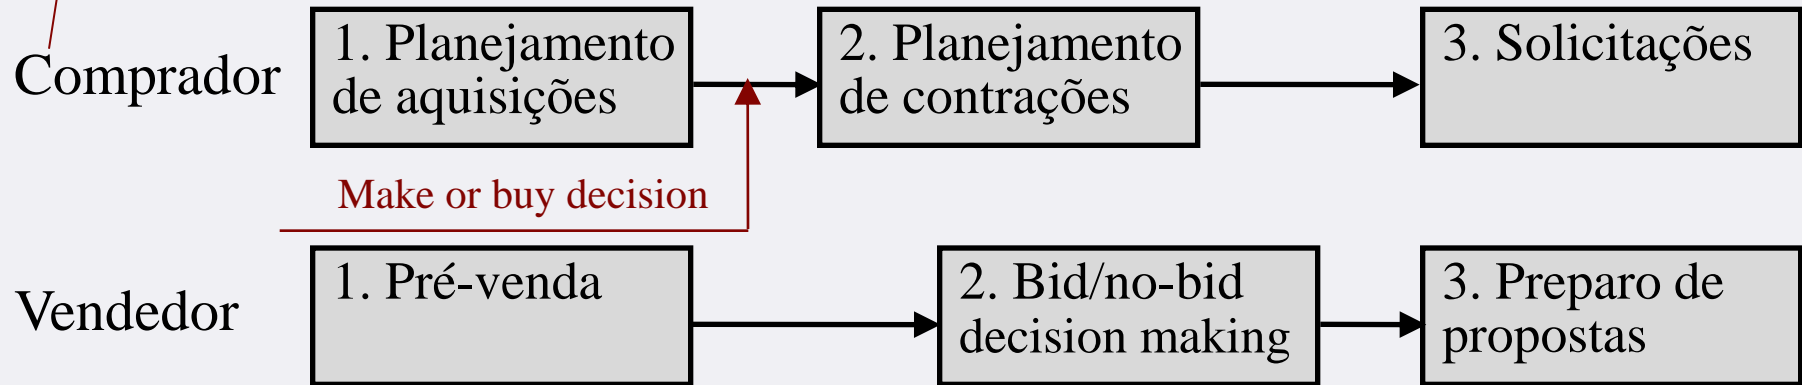 Comprador
1. Planejamento
de aquisições
2. Planejamento
de contrações
3. Solicitações
Make or buy decision
Vendedor
1. Pré-venda
2. Bid/no-bid
decision making
3. Preparo de
propostas